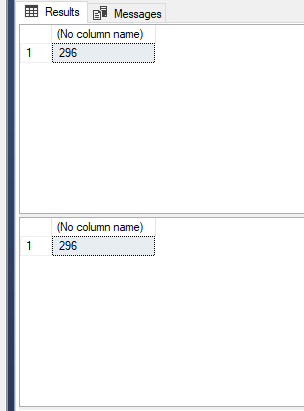 Results Messages
(No column name)
1 296
(No column name)
1 296